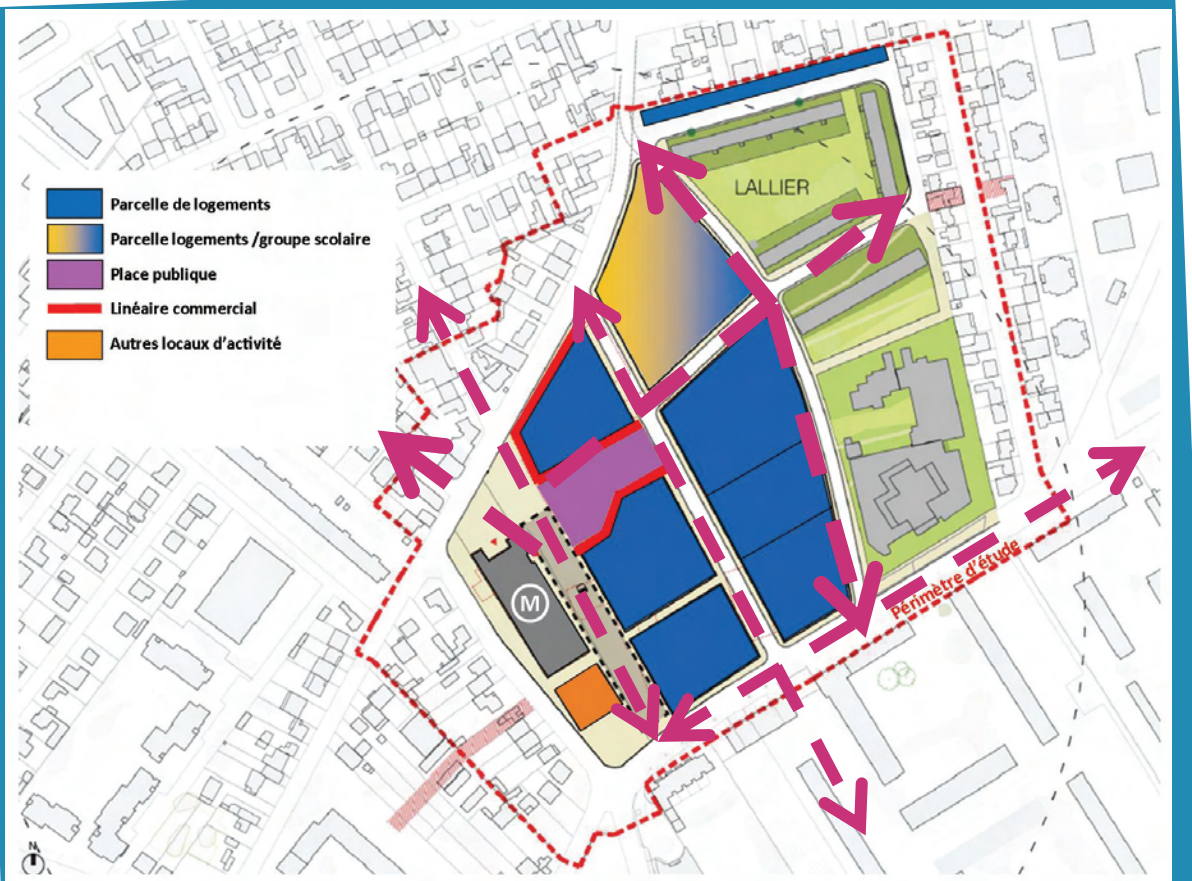 LALLIER
Parcelle de logements
Parcelle logements /groupe scolaire
Place publique
Linéaire commercial
Autres locaux d'activité
M
Périmètre d'étude
N